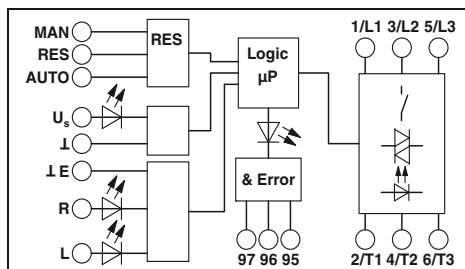 MAN
RES
AUTO
RES
Us
⊥
⊥ E
R
L
Logic
µP
& Error
97 96 95
1/L1 3/L2 5/L3
2/T1 4/T2 6/T3